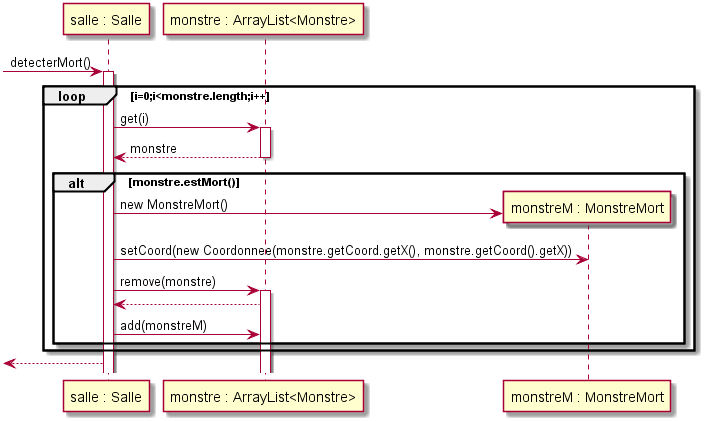 salle : Salle
monstre : ArrayList<Monstre>
detecterMort()
loop
[i=0;i<monstre.length;i++]
get(i)
monstre
alt
[monstre.estMort()]
new MonstreMort()
monstreM : MonstreMort
setCoord(new Coordonnee(monstre.getCoord.getX(), monstre.getCoord().getX))
remove(monstre)
add(monstreM)
salle : Salle
monstre : ArrayList<Monstre>
monstreM : MonstreMort